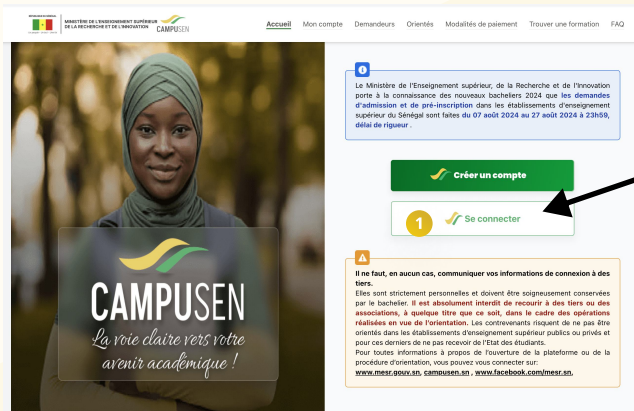 MINISTÈRE DE L'ENSEIGNEMENT SUPÉRIEUR
DE LA RECHERCHE ET DE L'INNOVATION
CAMPUSEN
Accueil Mon compte Demandeurs Orientés Modalités de paiement Trouver une formation FAQ
Le Ministère de l'Enseignement supérieur, de la Recherche et de l'Innovation
porte à la connaissance des nouveaux bacheliers 2024 que les demandes
d'admission et de pré-inscription dans les établissements d'enseignement
supérieur du Sénégal sont faites du 07 août 2024 au 27 août 2024 à 23h59,
délai de rigueur .
Créer un compte
1 Se connecter
Il ne faut, en aucun cas, communiquer vos informations de connexion à des
tiers.
Elles sont strictement personnelles et doivent être soigneusement conservées
par le bachelier. Il est absolument interdit de recourir à des tiers ou des
associations, à quelque titre que ce soit, dans le cadre des opérations
réalisées en vue de l'orientation. Les contrevenants risquent de ne pas être
orientés dans les établissements d'enseignement supérieur publics ou privés et
pour ces derniers de ne pas recevoir de l'Etat des étudiants.
Pour toutes informations à propos de l'ouverture de la plateforme ou de la
procédure d'orientation, vous pouvez vous connecter sur:
www.mesr.gouv.sn, campusen.sn , www.facebook.com/mesr.sn,
CAMPUSEN
La voie claire vers votre
avenir académique !